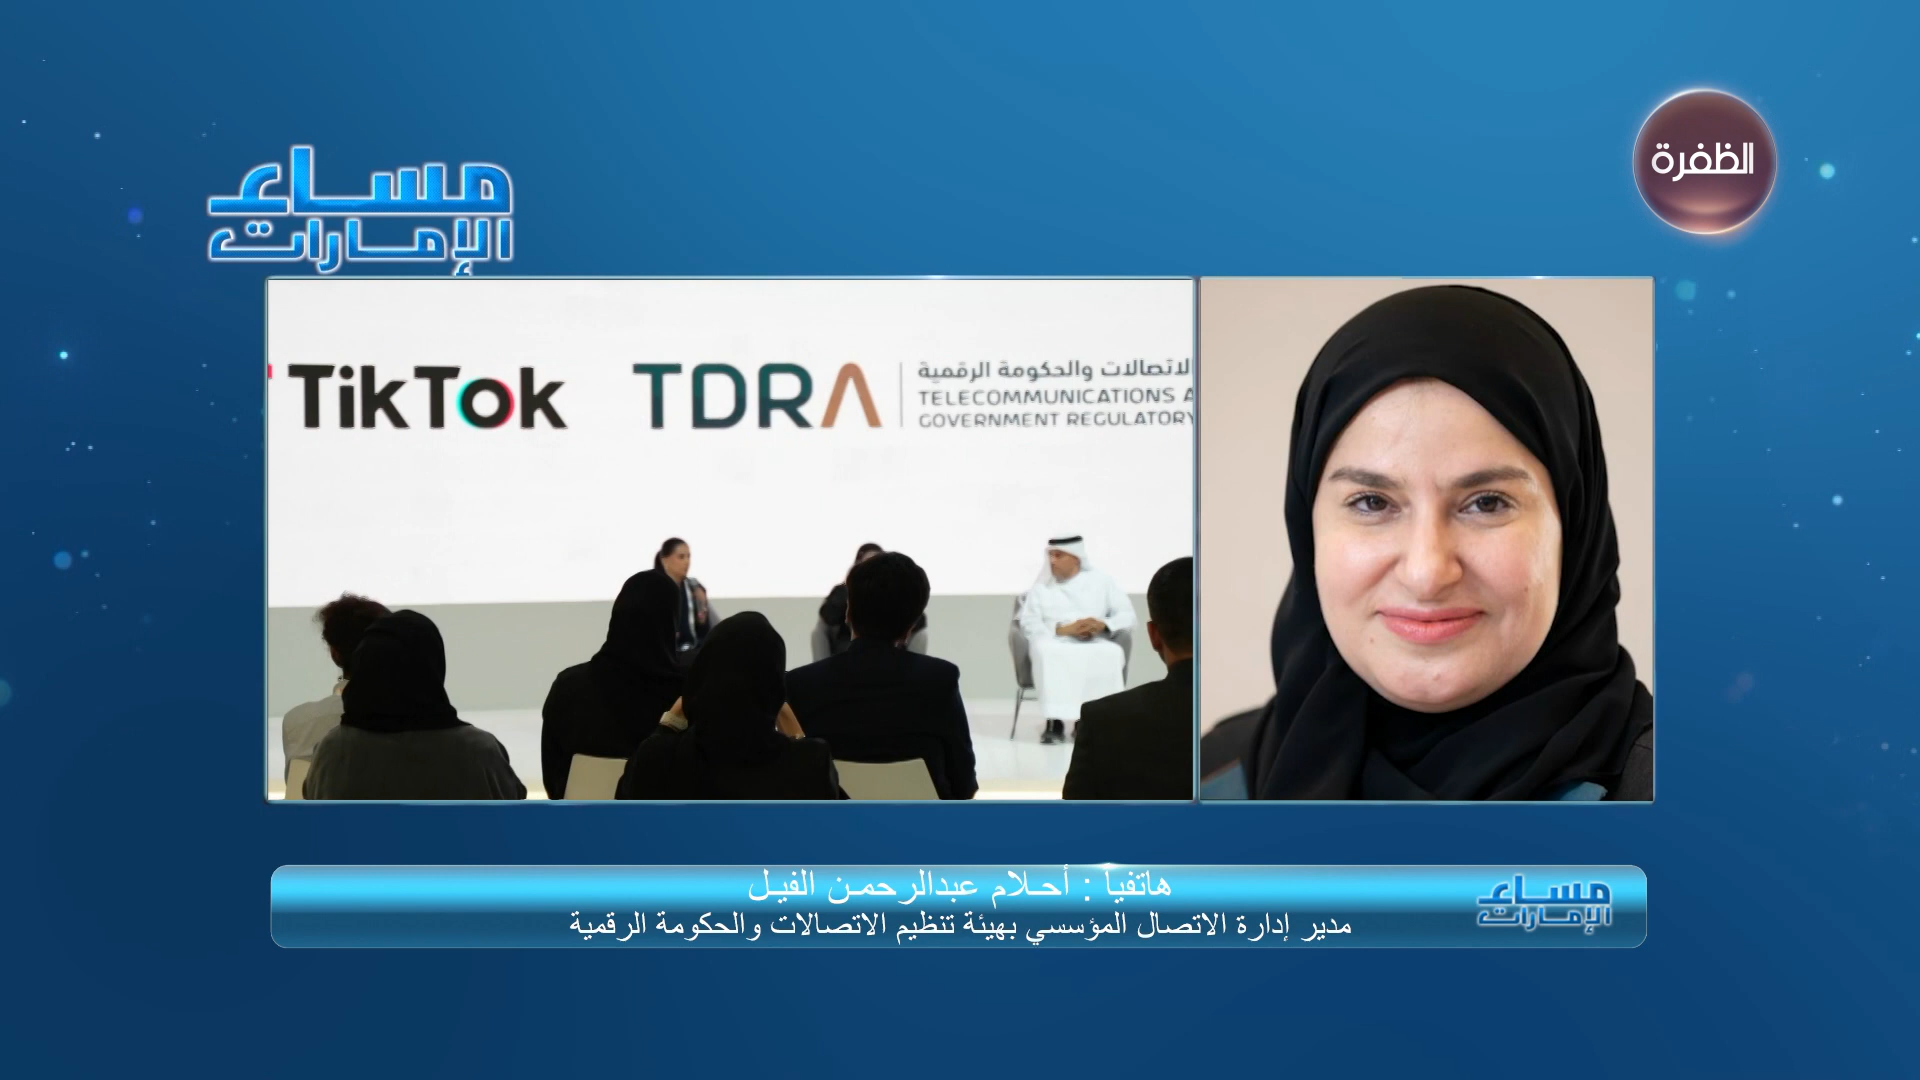 الظفرة
مساء
الإمارات
TikTok
TDRA
الاتصالات والحكومة الرقمية
TELECOMMUNICATIONS A
GOVERNMENT REGULATORY
هاتفياً : أحلام عبدالرحمن الفيل
مدير إدارة الاتصال المؤسسي بهيئة تنظيم الاتصالات والحكومة الرقمية
مساء
الإمارات